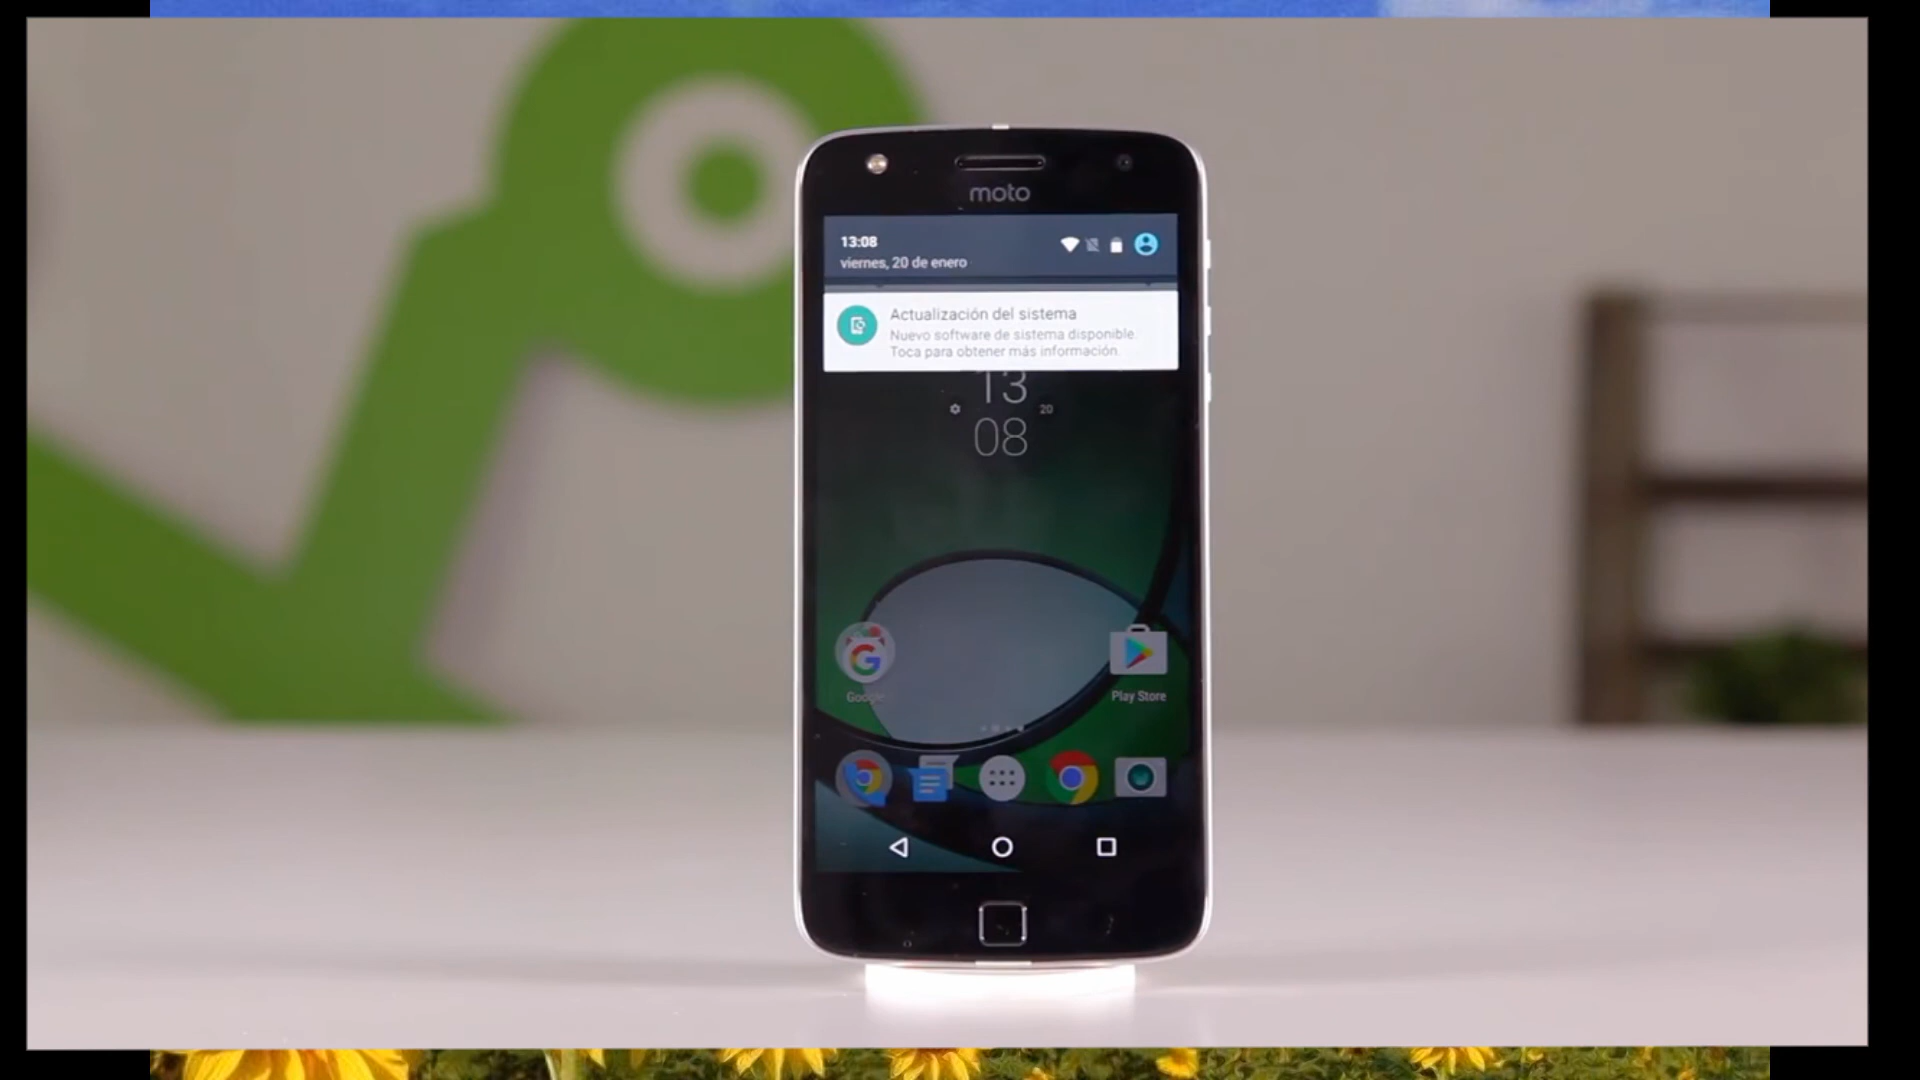 moto
13:08
viernes, 20 de enero
Actualización del sistema
Nuevo software de sistema disponible.
Toca para obtener más información.
13
20
08
Google
Play Store